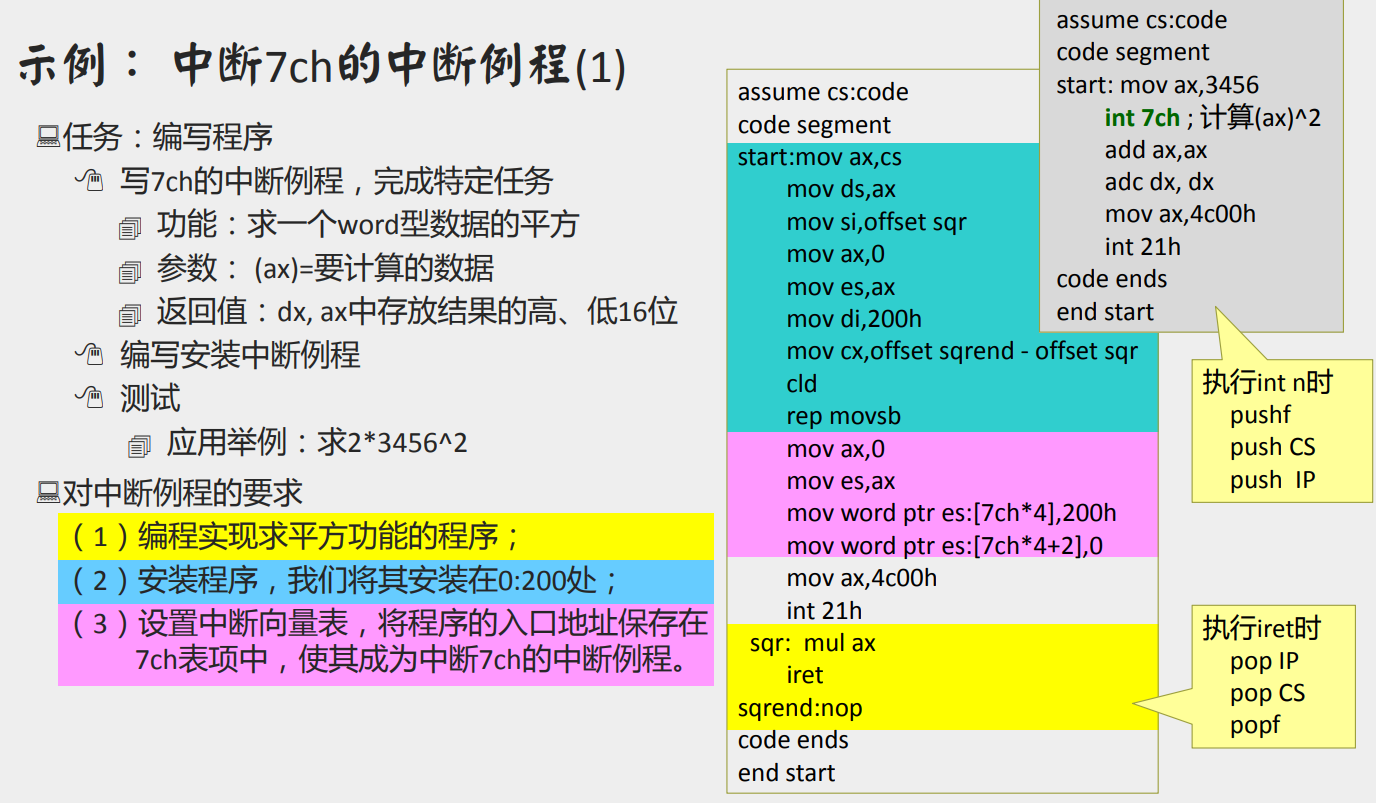 示例： 中断7ch的中断例程(1)
任务：编写程序
写7ch的中断例程，完成特定任务
功能：求一个word型数据的平方
参数： (ax)=要计算的数据
返回值：dx, ax中存放结果的高、低16位
编写安装中断例程
测试
应用举例：求2*3456^2
对中断例程的要求
（1）编程实现求平方功能的程序；
（2）安装程序，我们将其安装在0:200处；
（3）设置中断向量表，将程序的入口地址保存在
7ch表项中，使其成为中断7ch的中断例程。
assume cs:code
code segment
start:mov ax,cs
mov ds,ax
mov si,offset sqr
mov ax,0
mov es,ax
mov di,200h
mov cx,offset sqrend - offset sqr
cld
rep movsb
mov ax,0
mov es,ax
mov word ptr es:[7ch*4],200h
mov word ptr es:[7ch*4+2],0
mov ax,4c00h
int 21h
sqr: mul ax
iret
sqrend:nop
code ends
end start
assume cs:code
code segment
start: mov ax,3456
int 7ch ; 计算(ax)^2
add ax,ax
adc dx, dx
mov ax,4c00h
int 21h
code ends
end start
执行int n时
pushf
push CS
push IP
执行iret时
pop IP
pop CS
popf